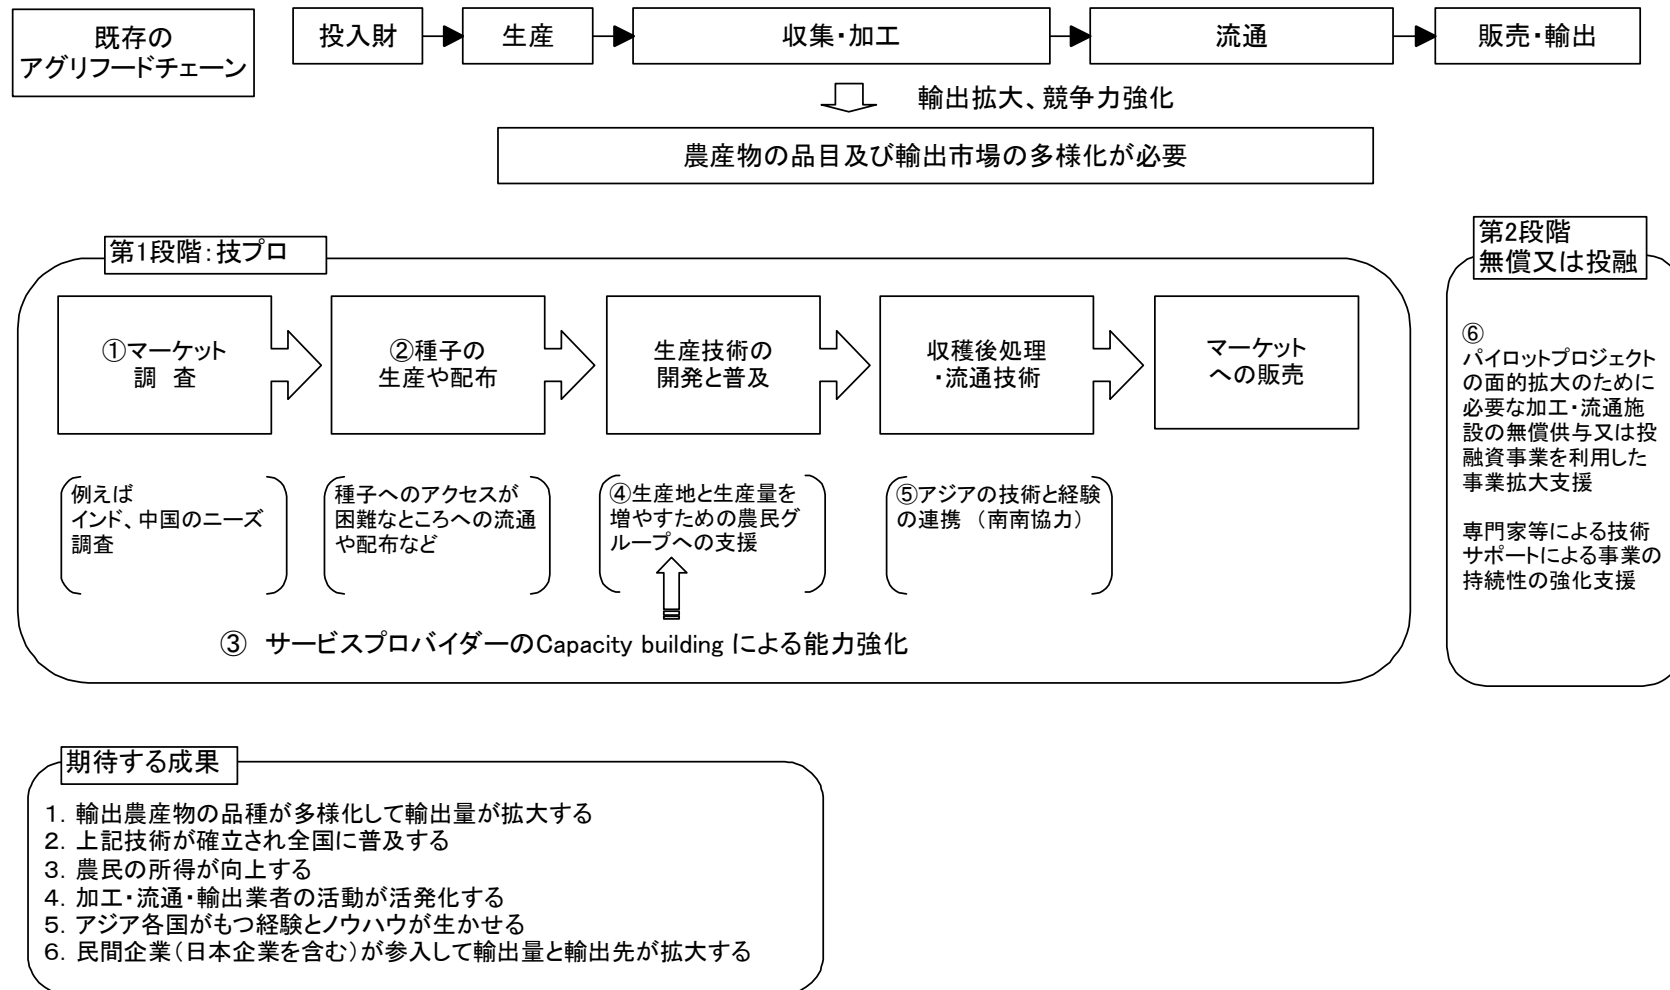 既存の
アグリフードチェーン
投入財
生産
収集・加工
流通
販売・輸出
輸出拡大、競争力強化
農産物の品目及び輸出市場の多様化が必要
第1段階：技プロ
①マーケット
調 査
②種子の
生産や配布
生産技術の
開発と普及
収穫後処理
・流通技術
マーケット
への販売
例えば
インド、中国のニーズ
調査
種子へのアクセスが
困難なところへの流通
や配布など
④生産地と生産量を
増やすための農民グ
ループへの支援
⑤アジアの技術と経験
の連携 （南南協力）
③ サービスプロバイダーのCapacity building による能力強化
第2段階
無償又は投融
⑥
パイロットプロジェクト
の面的拡大のために
必要な加工・流通施
設の無償供与又は投
融資事業を利用した
事業拡大支援
専門家等による技術
サポートによる事業の
持続性の強化支援
期待する成果
1. 輸出農産物の品種が多様化して輸出量が拡大する
2. 上記技術が確立され全国に普及する
3. 農民の所得が向上する
4. 加工・流通・輸出業者の活動が活発化する
5. アジア各国がもつ経験とノウハウが生かせる
6. 民間企業（日本企業を含む）が参入して輸出量と輸出先が拡大する